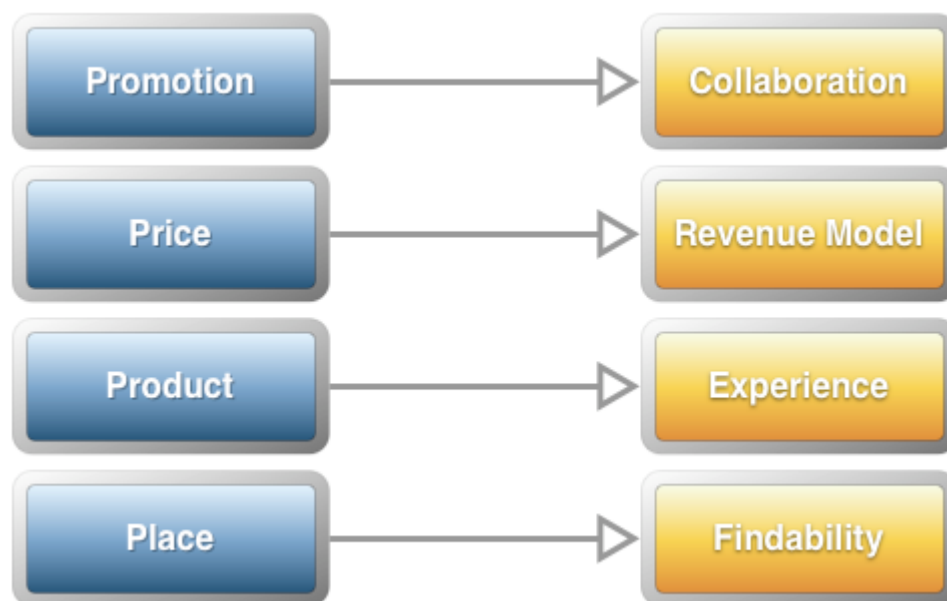 Promotion
Collaboration
Price
Revenue Model
Product
Experience
Place
Findability